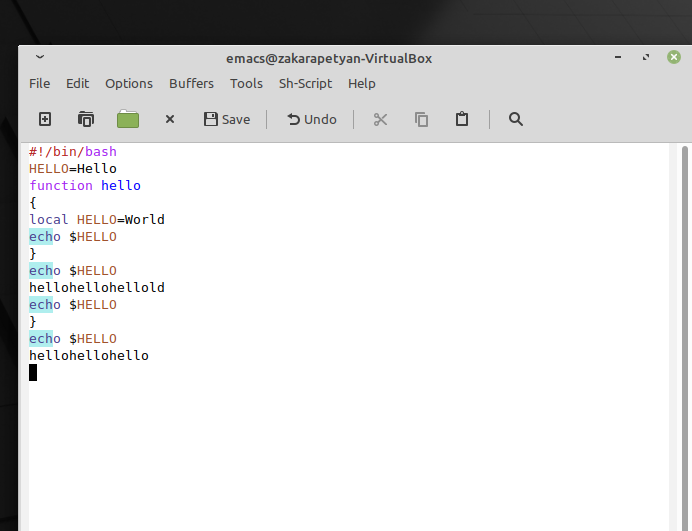 emacs@zakarapetyan-VirtualBox
File Edit Options Buffers Tools Sh-Script Help
Save Undo
#!/bin/bash
HELLO=Hello
function hello
{
local HELLO=World
echo $HELLO
}
echo $HELLO
hellohellohellold
echo $HELLO
}
echo $HELLO
hellohellohello